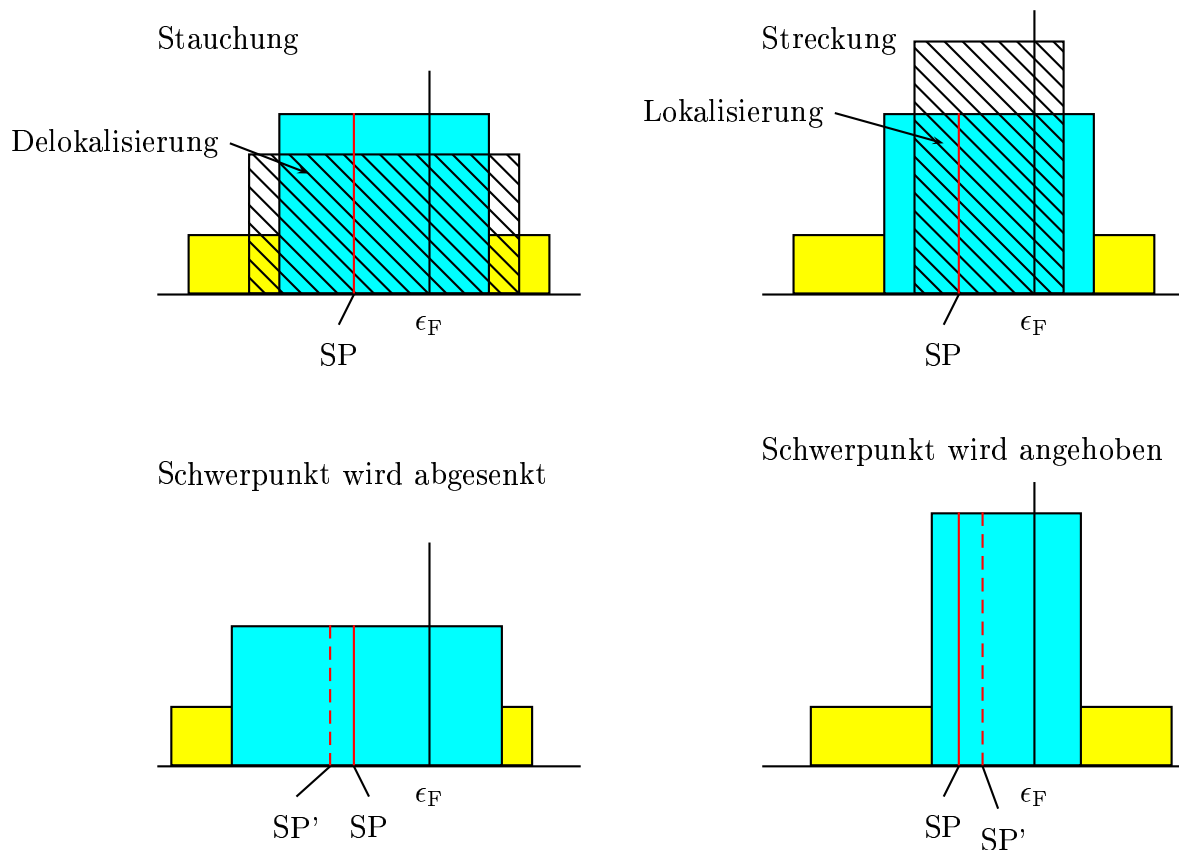 Stauchung
Delokalisierung
ϵF
SP
Streckung
Lokalisierung
ϵF
SP
Schwerpunkt wird abgesenkt
ϵF
SP' SP
Schwerpunkt wird angehoben
ϵF
SP
SP'